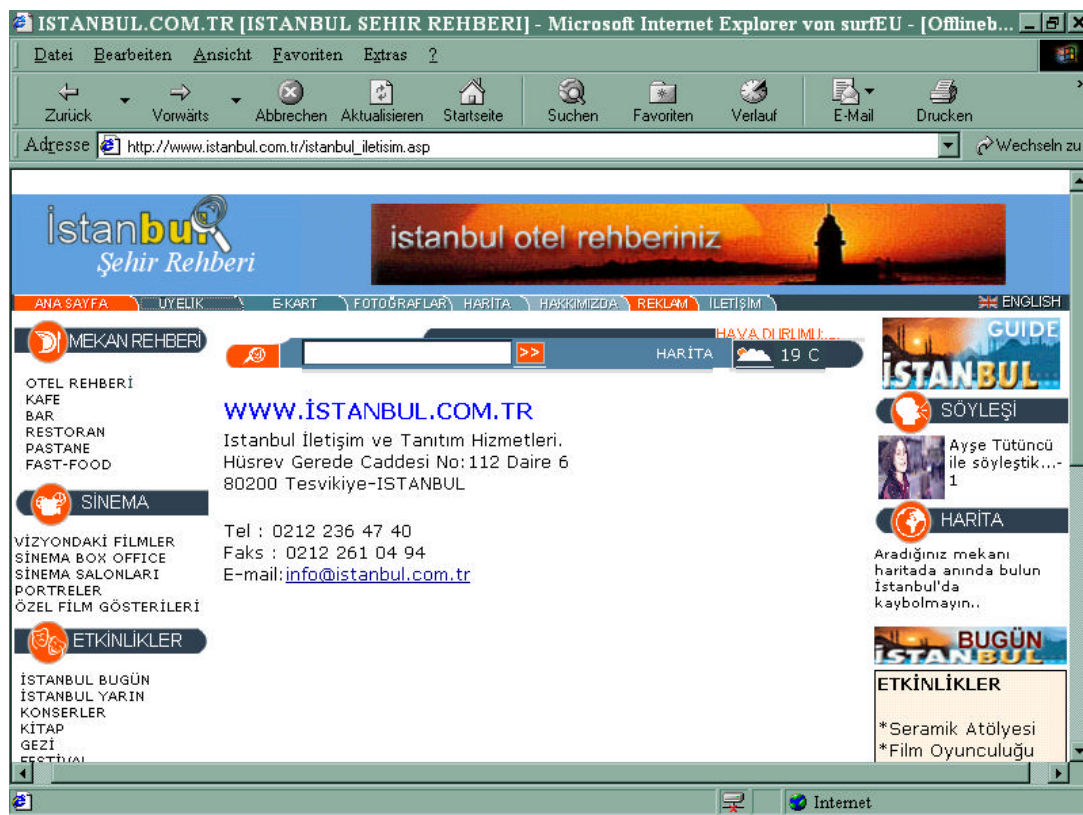 ISTANBUL.COM.TR [ISTANBUL SEHIR REHBERI] - Microsoft Internet Explorer von surfEU - [Offlineb...
Datei Bearbeiten Ansicht Favoriten Extras ?
Zurück Vorwärts Abbrechen Aktualisieren Startseite Suchen Favoriten Verlauf E-Mail Drucken
Adresse http://www.istanbul.com.tr/istanbul_iletisim.asp Wechseln zu
İstanbul
Şehir Rehberi
istanbul otel rehberiniz
ANA SAYFA UYELIK E-KART FOTOĞRAFLAR HARİTA HAKKIMIZDA REKLAM İLETİŞİM ENGLISH
MEKAN REHBERİ
OTEL REHBERİ
KAFE
BAR
RESTORAN
PASTANE
FAST-FOOD
SİNEMA
VİZYONDAKİ FİLMLER
SİNEMA BOX OFFICE
SİNEMA SALONLARI
PORTRELER
ÖZEL FİLM GÖSTERİLERİ
ETKİNLİKLER
İSTANBUL BUGÜN
İSTANBUL YARIN
KONSERLER
KİTAP
GEZİ
FESTİVAL
HAVA DURUMU:...
>> HARİTA 19 C
WWW.İSTANBUL.COM.TR
Istanbul İletişim ve Tanıtım Hizmetleri.
Hüsrev Gerede Caddesi No:112 Daire 6
80200 Tesvikiye-ISTANBUL
Tel : 0212 236 47 40
Faks : 0212 261 04 94
E-mail:info@istanbul.com.tr
GUIDE
İSTANBUL
SÖYLEŞİ
Ayşe Tütüncü
ile söyleştik...-
1
HARİTA
Aradığınız mekanı
haritada anında bulun
İstanbul'da
kaybolmayın..
BUGÜN
İSTANBUL
ETKİNLİKLER
*Seramik Atölyesi
*Film Oyunculuğu
Internet